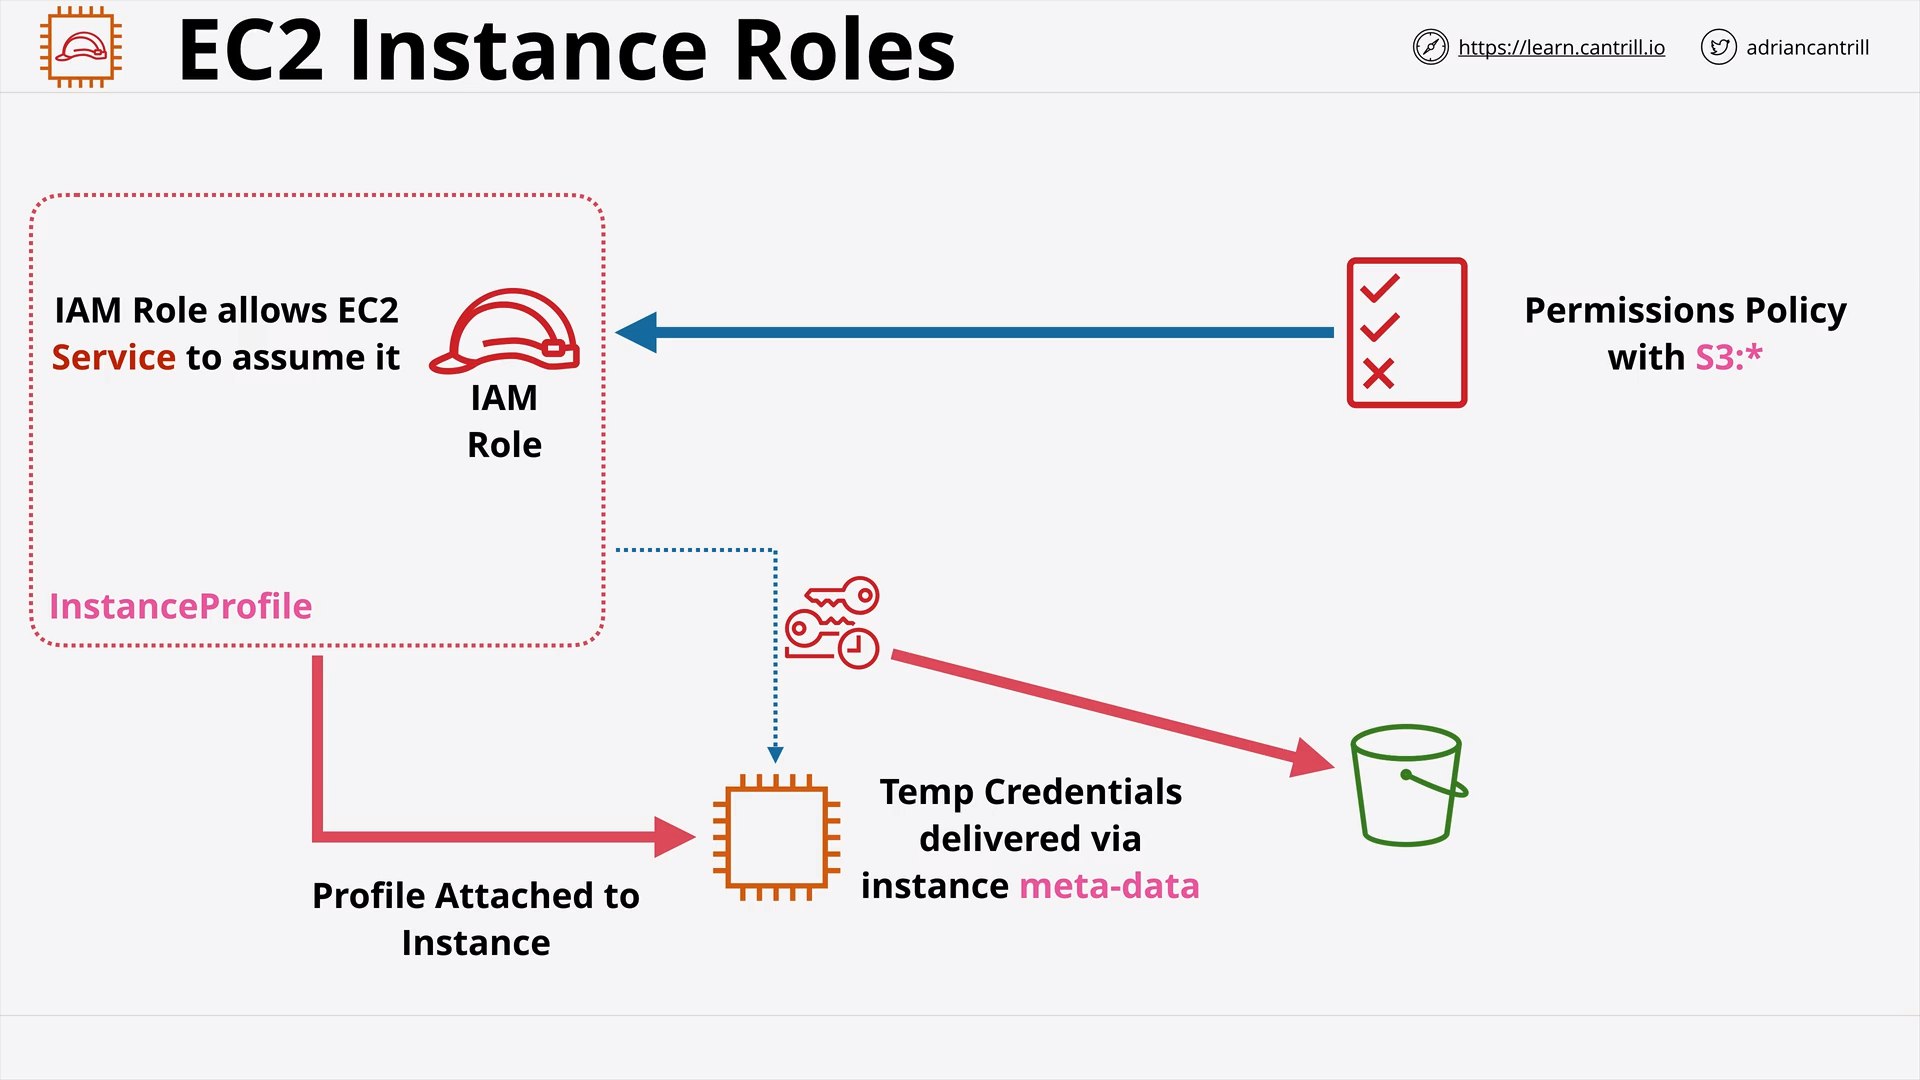 EC2 Instance Roles
https://learn.cantrill.io
adriancantrill
IAM Role allows EC2
Service to assume it
IAM
Role
Permissions Policy
with S3:*
InstanceProfile
Temp Credentials
delivered via
instance meta-data
Profile Attached to
Instance